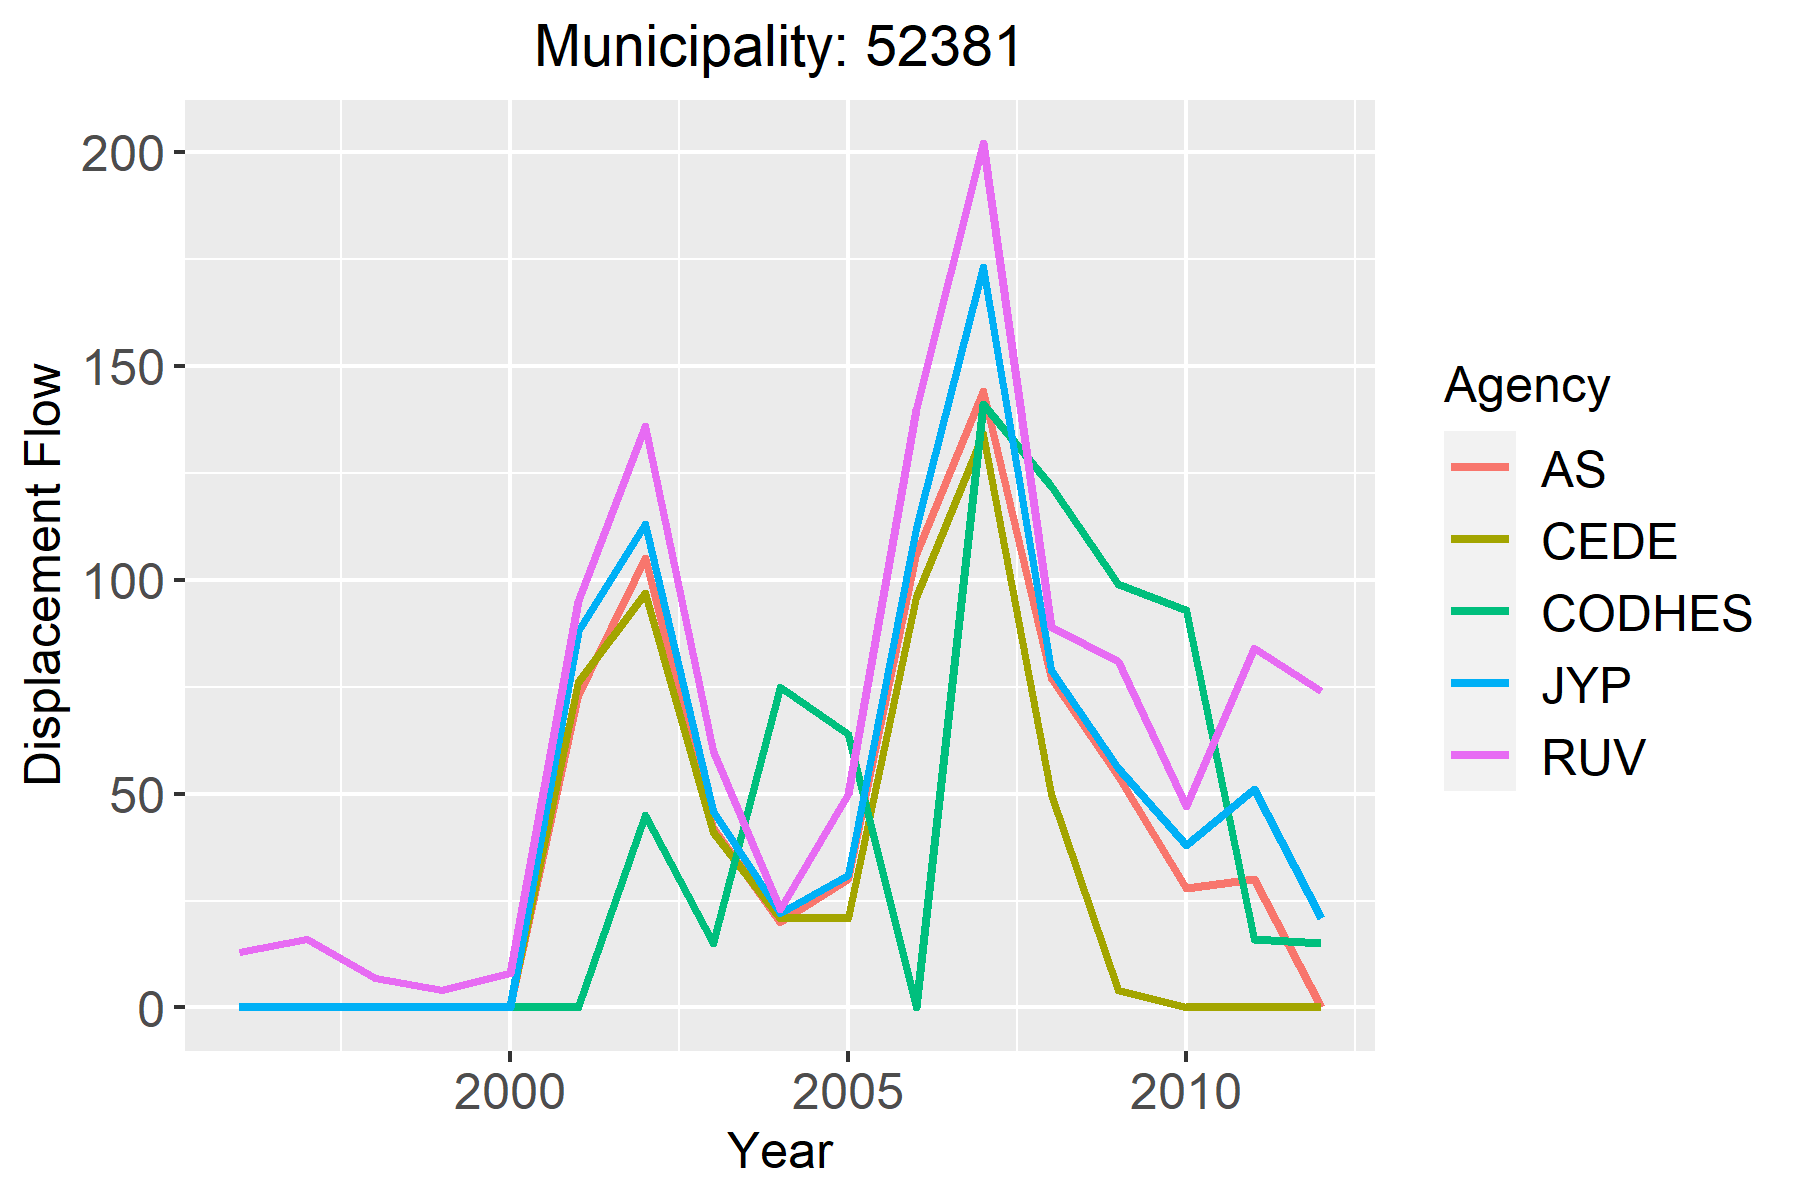 Municipality: 52381
200
150
100
50
0
Displacement Flow
2000 2005 2010
Year
Agency
AS
CEDE
CODHES
JYP
RUV